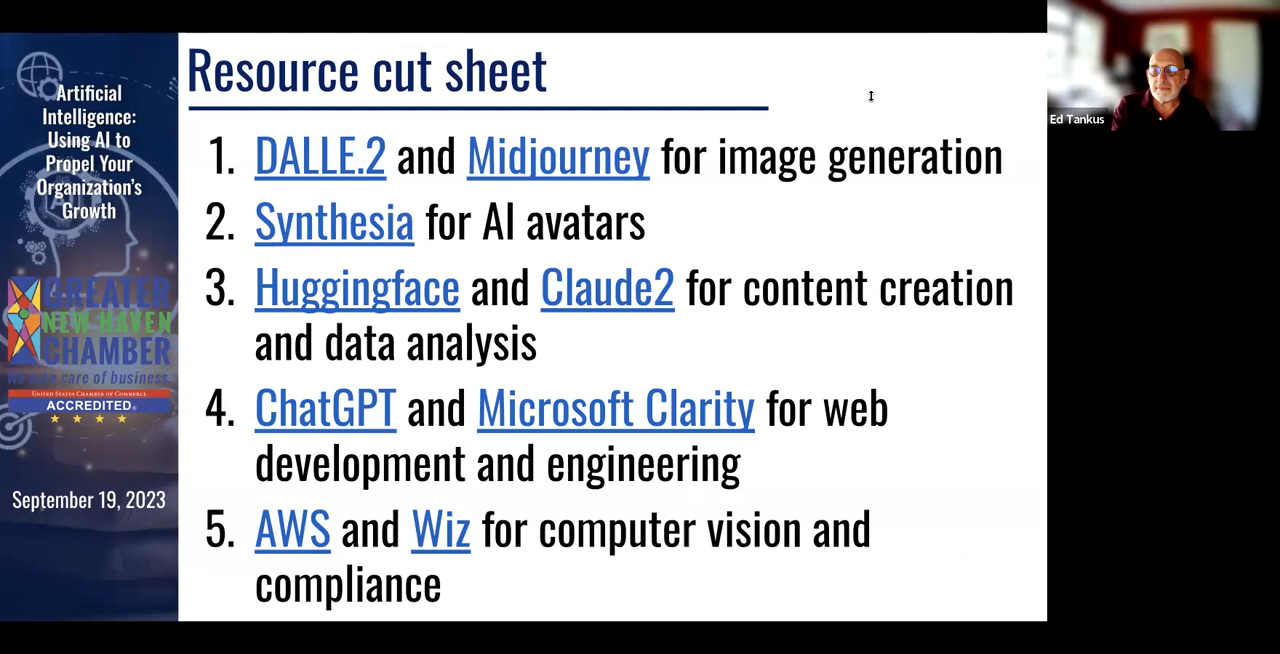 Artificial
Intelligence:
Using AI to
Propel Your
Organization's
Growth
GREATER
NEW HAVEN
CHAMBER
We take care of business.
UNITED STATES CHAMBER OF COMMERCE
ACCREDITED
September 19, 2023
Resource cut sheet
1. DALLE.2 and Midjourney for image generation
2. Synthesia for AI avatars
3. Huggingface and Claude2 for content creation
and data analysis
4. ChatGPT and Microsoft Clarity for web
development and engineering
5. AWS and Wiz for computer vision and
compliance
Ed Tankus